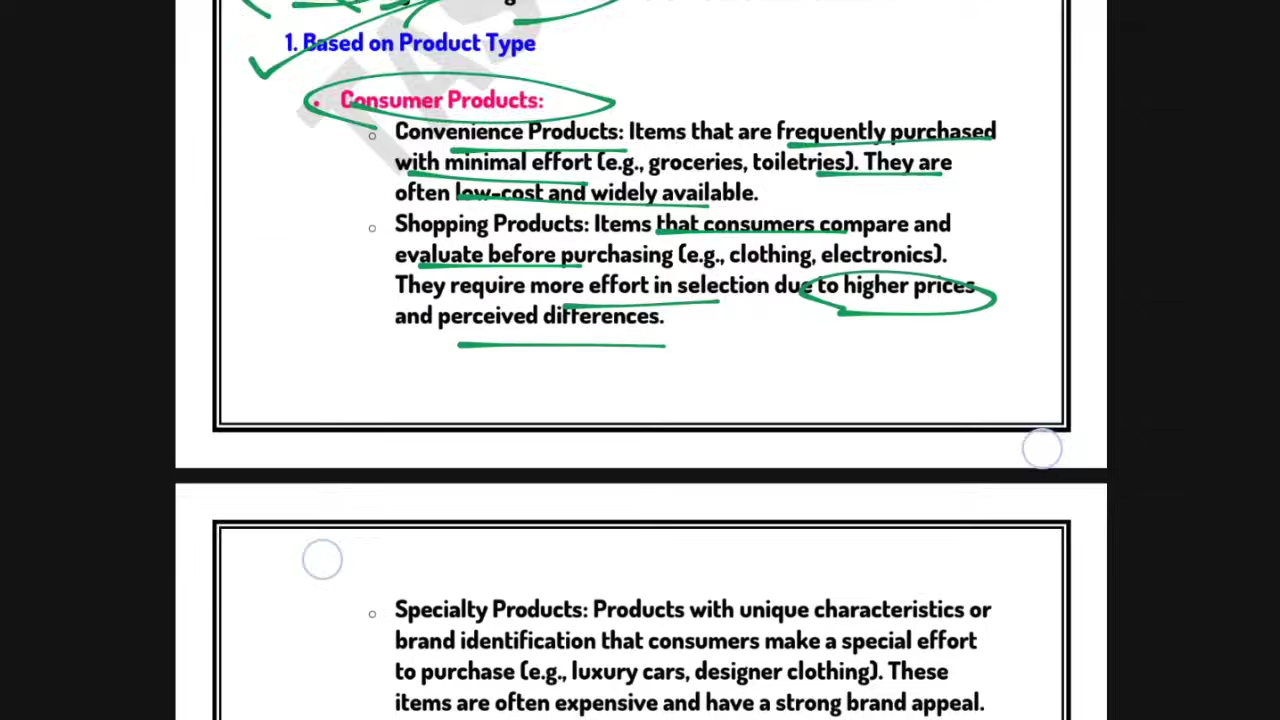 1. Based on Product Type
• Consumer Products:
○ Convenience Products: Items that are frequently purchased
with minimal effort (e.g., groceries, toiletries). They are
often low-cost and widely available.
○ Shopping Products: Items that consumers compare and
evaluate before purchasing (e.g., clothing, electronics).
They require more effort in selection due to higher prices
and perceived differences.
○ Specialty Products: Products with unique characteristics or
brand identification that consumers make a special effort
to purchase (e.g., luxury cars, designer clothing). These
items are often expensive and have a strong brand appeal.